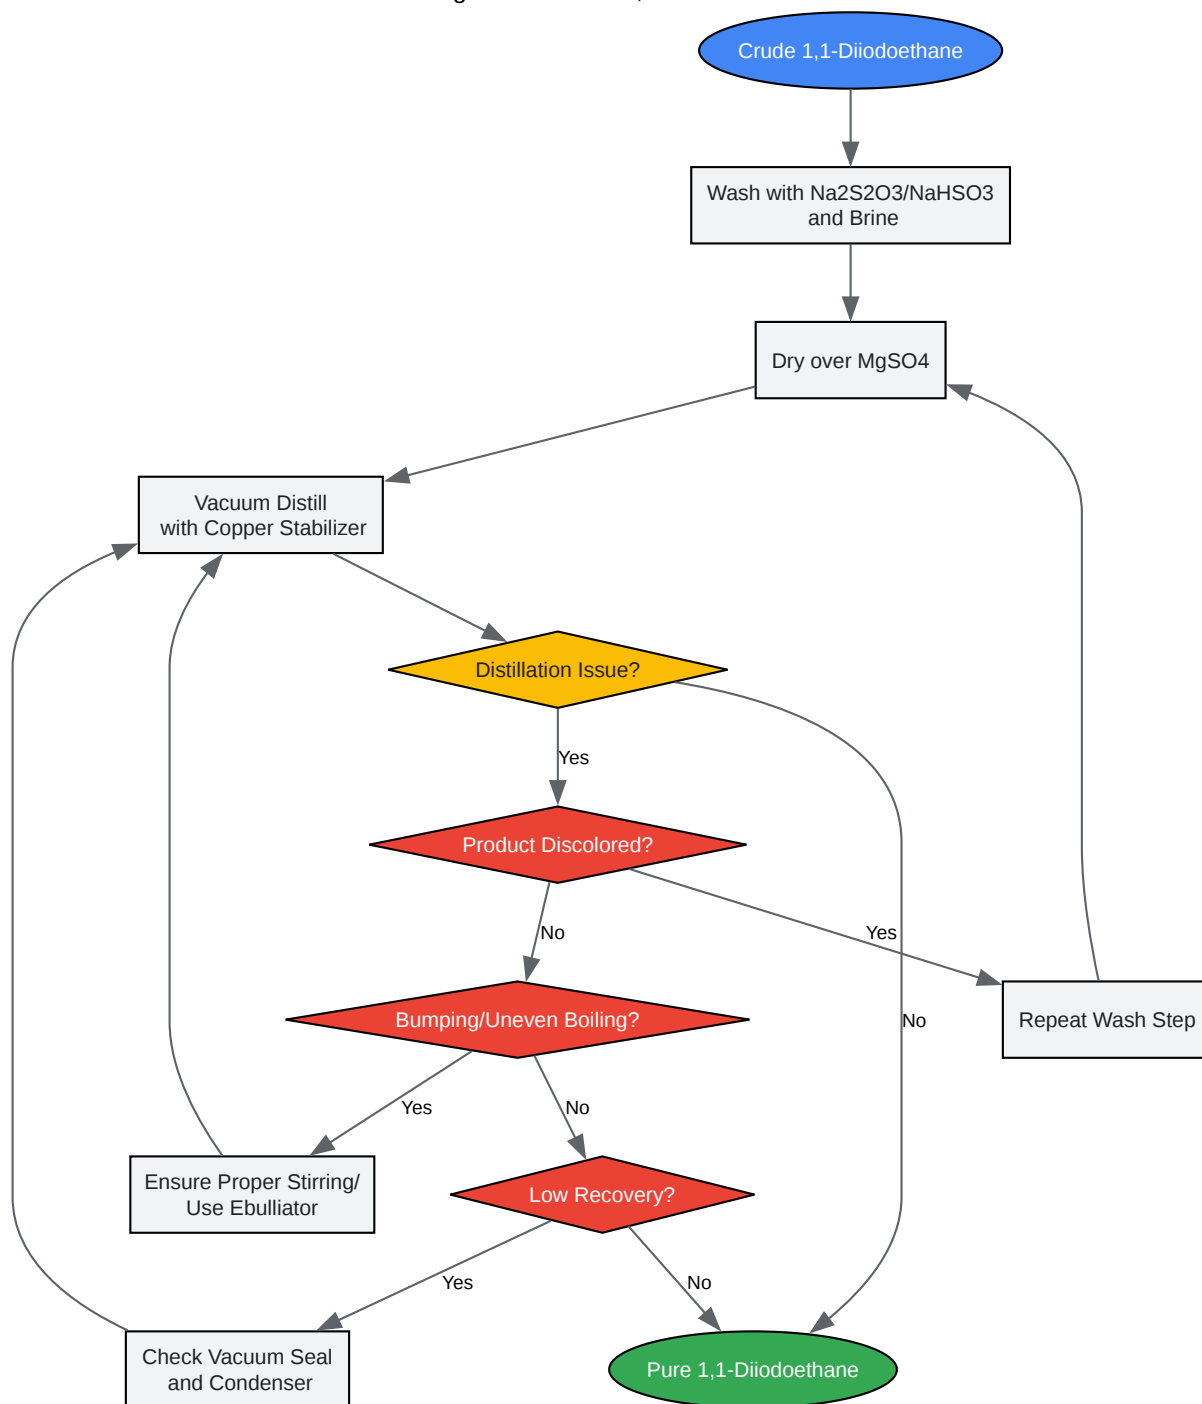 Crude 1,1-Diiodoethane
Wash with Na2S2O3/NaHSO3
and Brine
Dry over MgSO4
Vacuum Distill
with Copper Stabilizer
Distillation Issue?
Yes
Product Discolored?
No
Yes
Bumping/Uneven Boiling?
No
Repeat Wash Step
Yes
No
Ensure Proper Stirring/
Use Ebulliator
Low Recovery?
Yes
No
Check Vacuum Seal
and Condenser
Pure 1,1-Diiodoethane